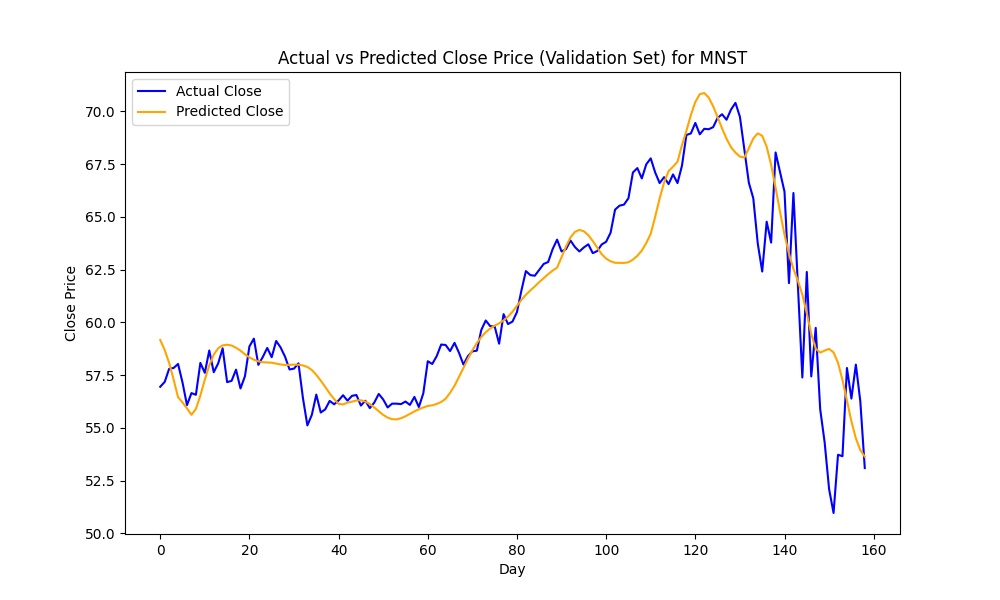 Actual vs Predicted Close Price (Validation Set) for MNST
Actual Close
Predicted Close
Close Price
70.0
67.5
65.0
62.5
60.0
57.5
55.0
52.5
50.0
0 20 40 60 80 100 120 140 160
Day